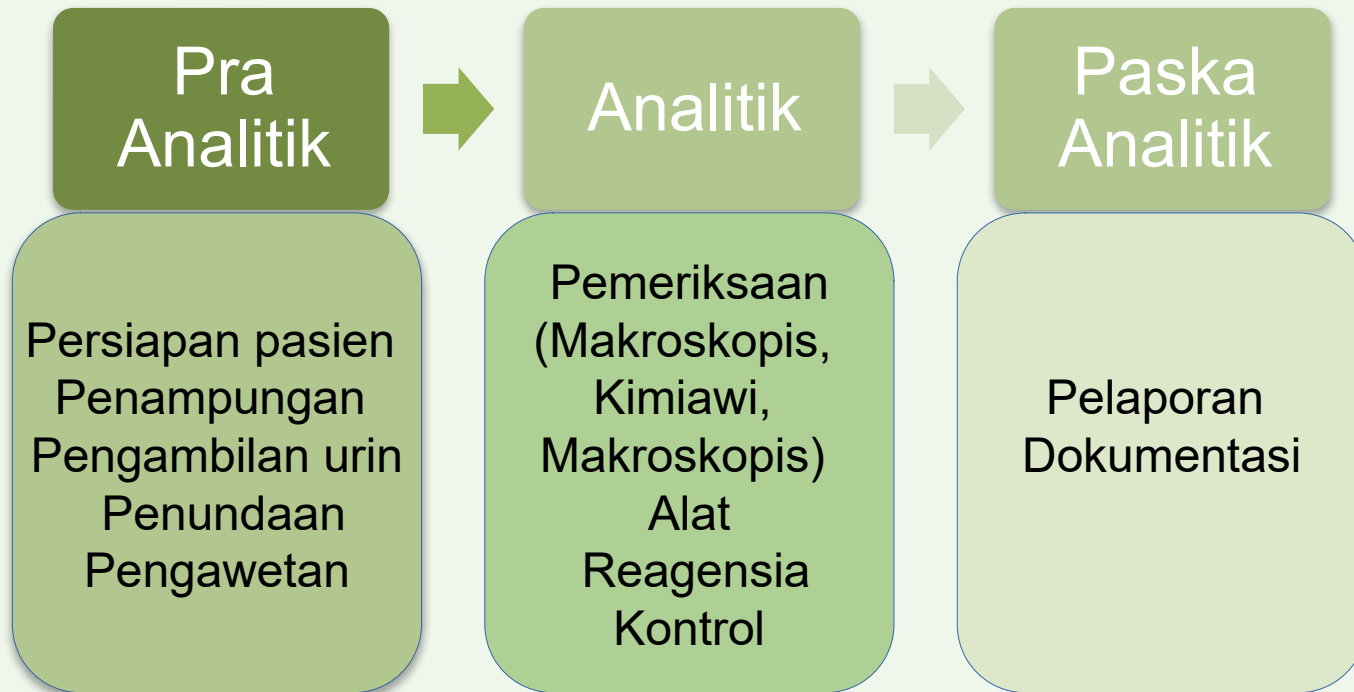 Pra
Analitik
Analitik
Paska
Analitik
Persiapan pasien
Penampungan
Pengambilan urin
Penundaan
Pengawetan
Pemeriksaan
(Makroskopis,
Kimiawi,
Makroskopis)
Alat
Reagensia
Kontrol
Pelaporan
Dokumentasi